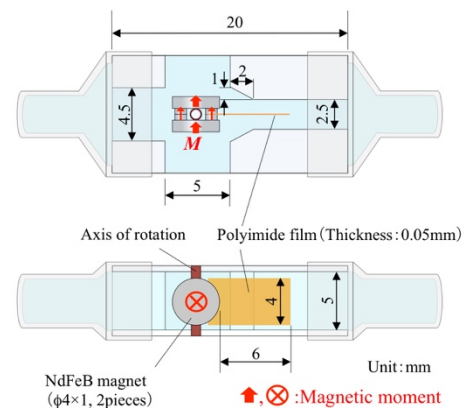 20
1
2
4.5
M
2.5
5
Axis of rotation
Polyimide film(Thickness:0.05mm)
4
5
6
NdFeB magnet
(ϕ4×1, 2pieces)
Unit:mm
:Magnetic moment